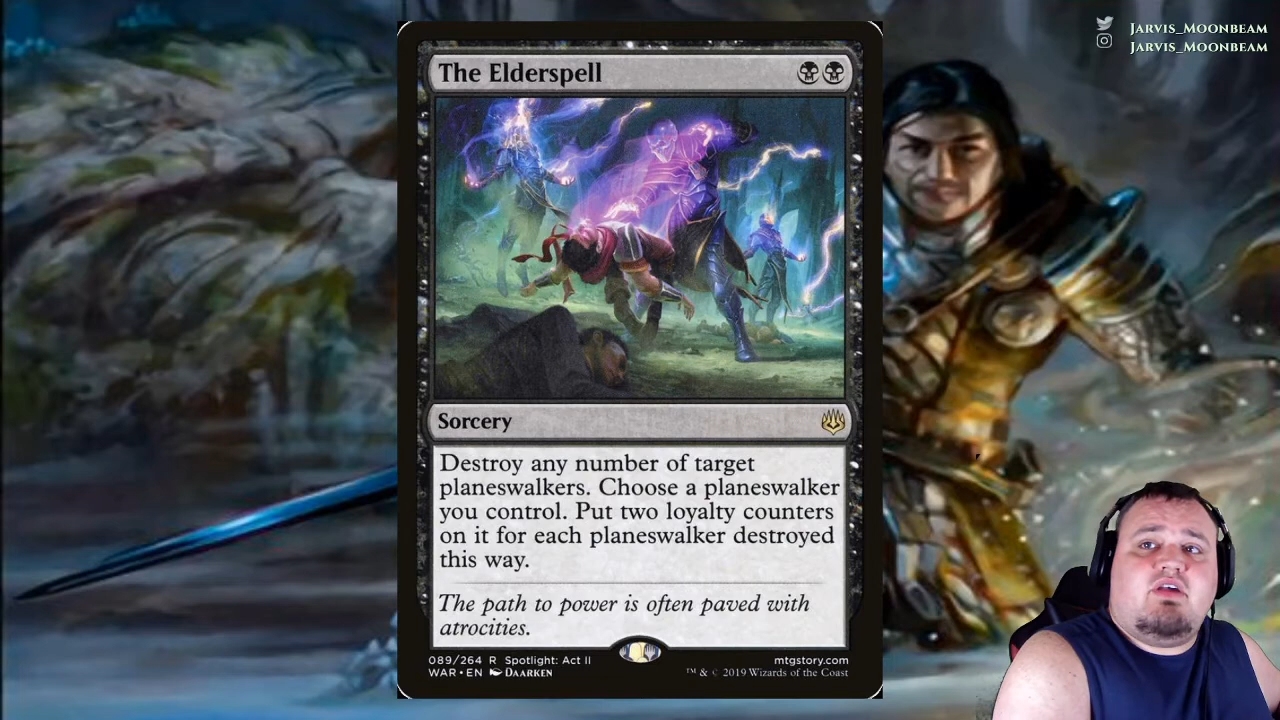 Jarvis_Moonbeam
Jarvis_Moonbeam
The Elderspell
Sorcery
Destroy any number of target
planeswalkers. Choose a planeswalker
you control. Put two loyalty counters
on it for each planeswalker destroyed
this way.
The path to power is often paved with
atrocities.
089/264 R Spotlight: Act II
mtgstory.com
WAR • EN Daarken
™ & © 2019 Wizards of the Coast